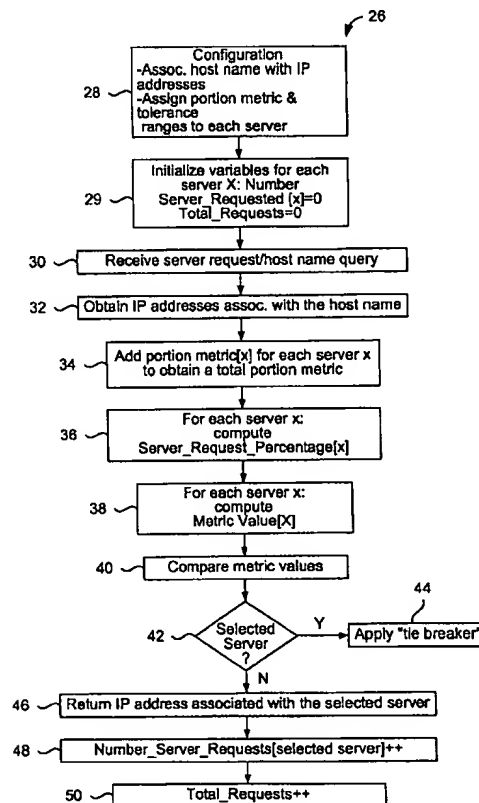 26
Configuration
-Assoc. host name with IP
addresses
28
-Assign portion metric &
tolerance
ranges to each server
Initialize variables for each
server X: Number
29
Server_Requested [x]=0
Total_Requests=0
30
Receive server request/host name query
32
Obtain IP addresses assoc. with the host name
34
Add portion metric[x] for each server x
to obtain a total portion metric
For each server x:
36
compute
Server_Request_Percentage[x]
For each server x:
38
compute
Metric Value[X]
40
Compare metric values
44
42
Selected
Server
?
Y
Apply "tie breaker"
N
46
Return IP address associated with the selected server
48
Number_Server_Requests[selected server]++
50
Total_Requests++